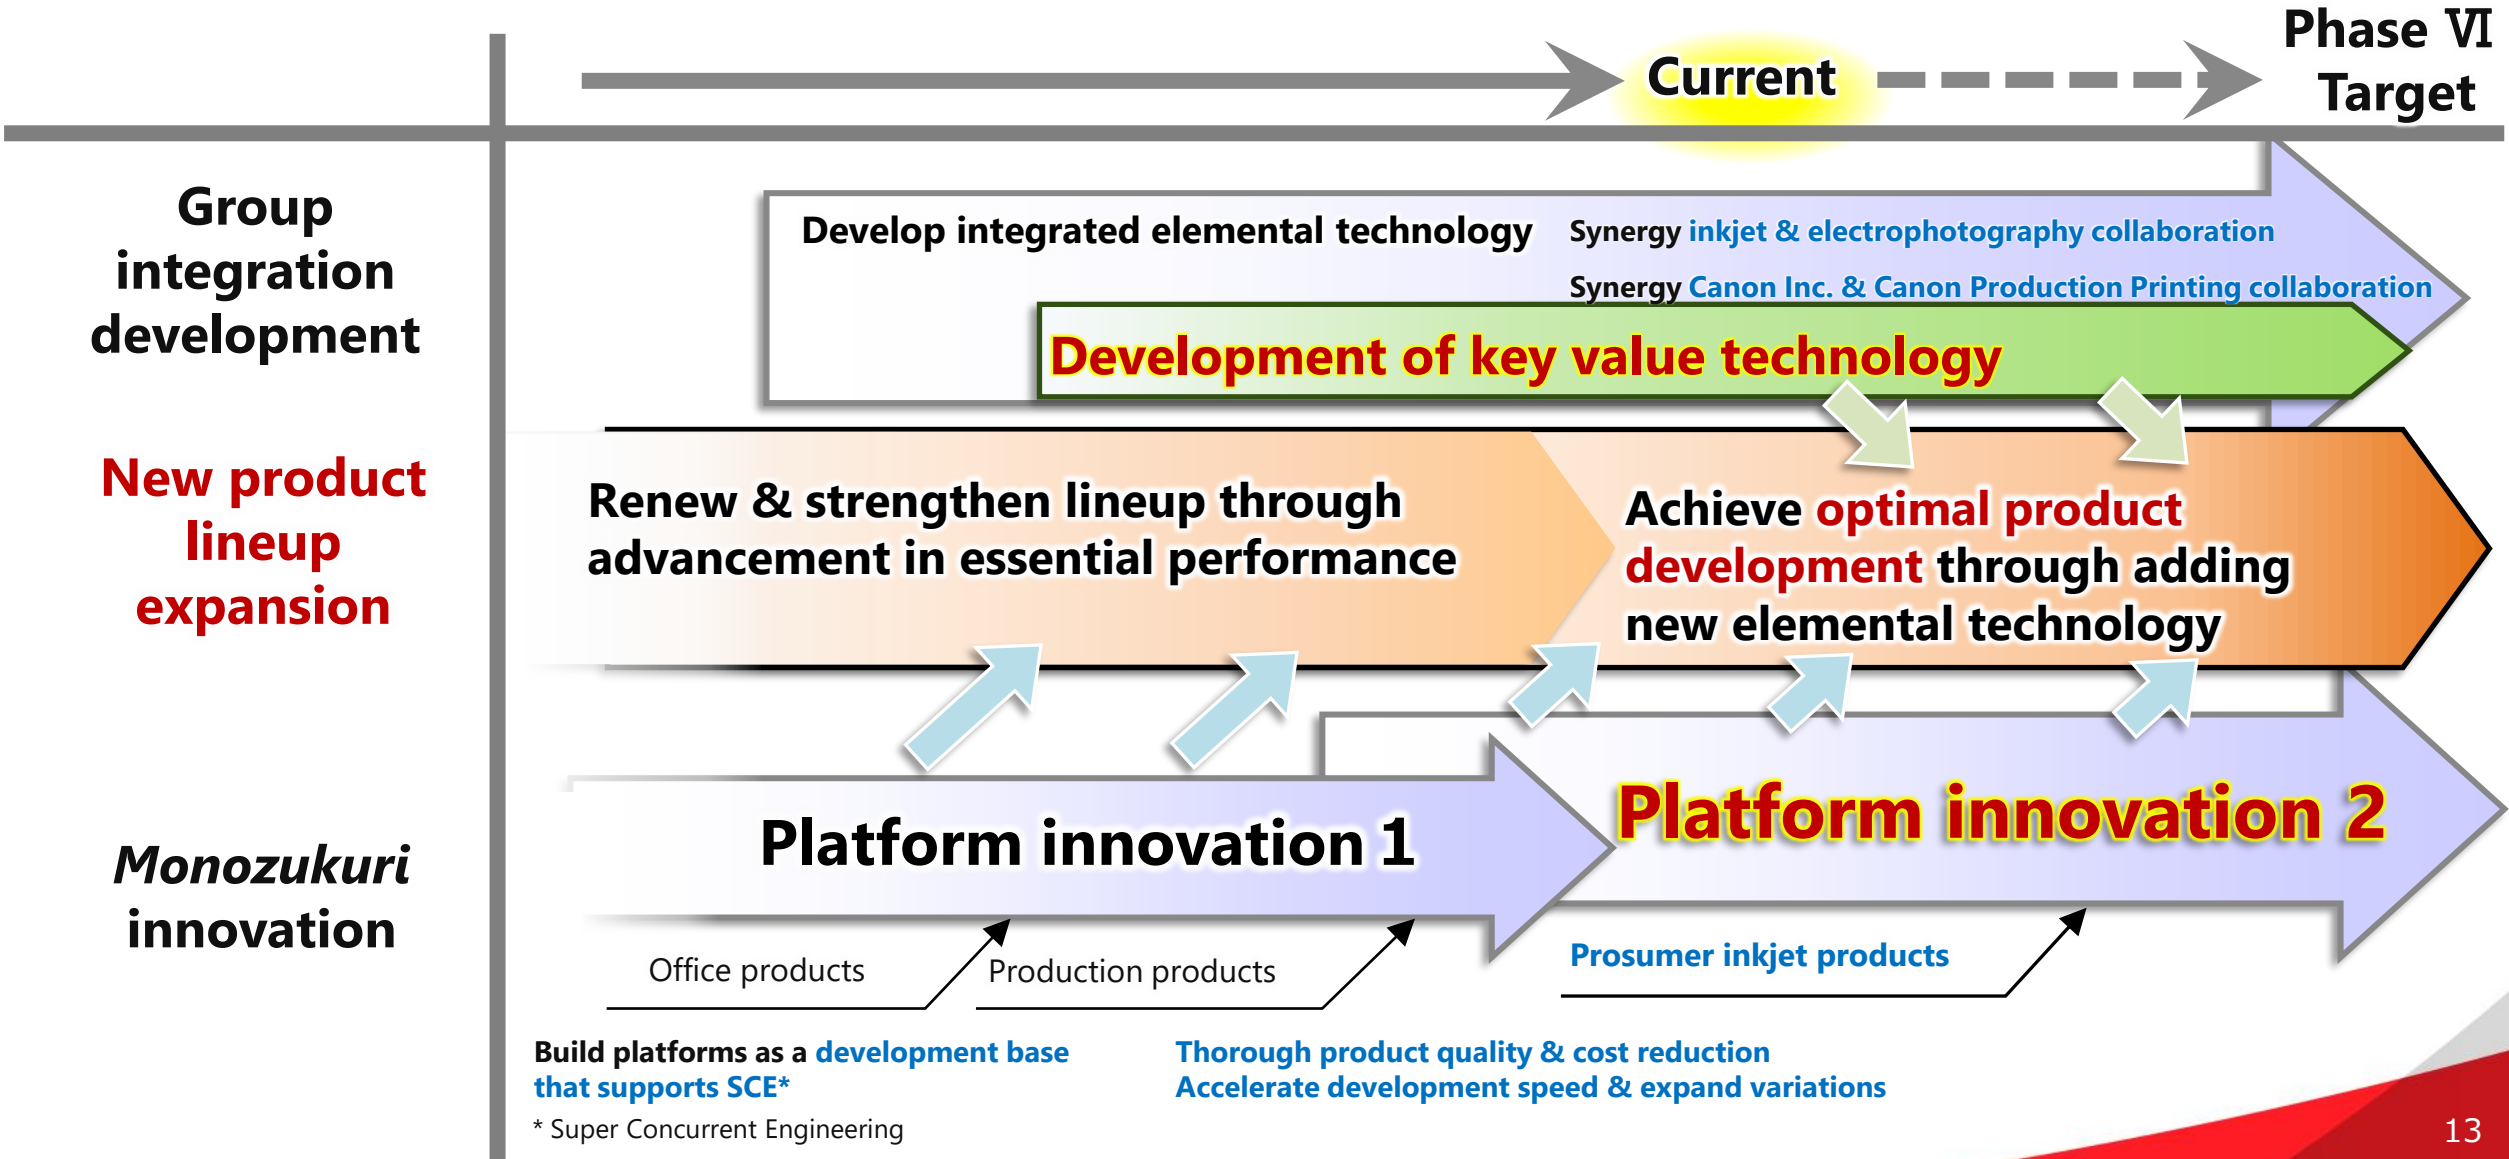 Current
Phase Ⅵ
Target
Group
integration
development
Develop integrated elemental technology
Synergy inkjet & electrophotography collaboration
Synergy Canon Inc. & Canon Production Printing collaboration
Development of key value technology
New product
lineup
expansion
Renew & strengthen lineup through
advancement in essential performance
Achieve optimal product
development through adding
new elemental technology
Monozukuri
innovation
Platform innovation 1
Platform innovation 2
Office products
Production products
Prosumer inkjet products
Build platforms as a development base
that supports SCE*
* Super Concurrent Engineering
Thorough product quality & cost reduction
Accelerate development speed & expand variations
13